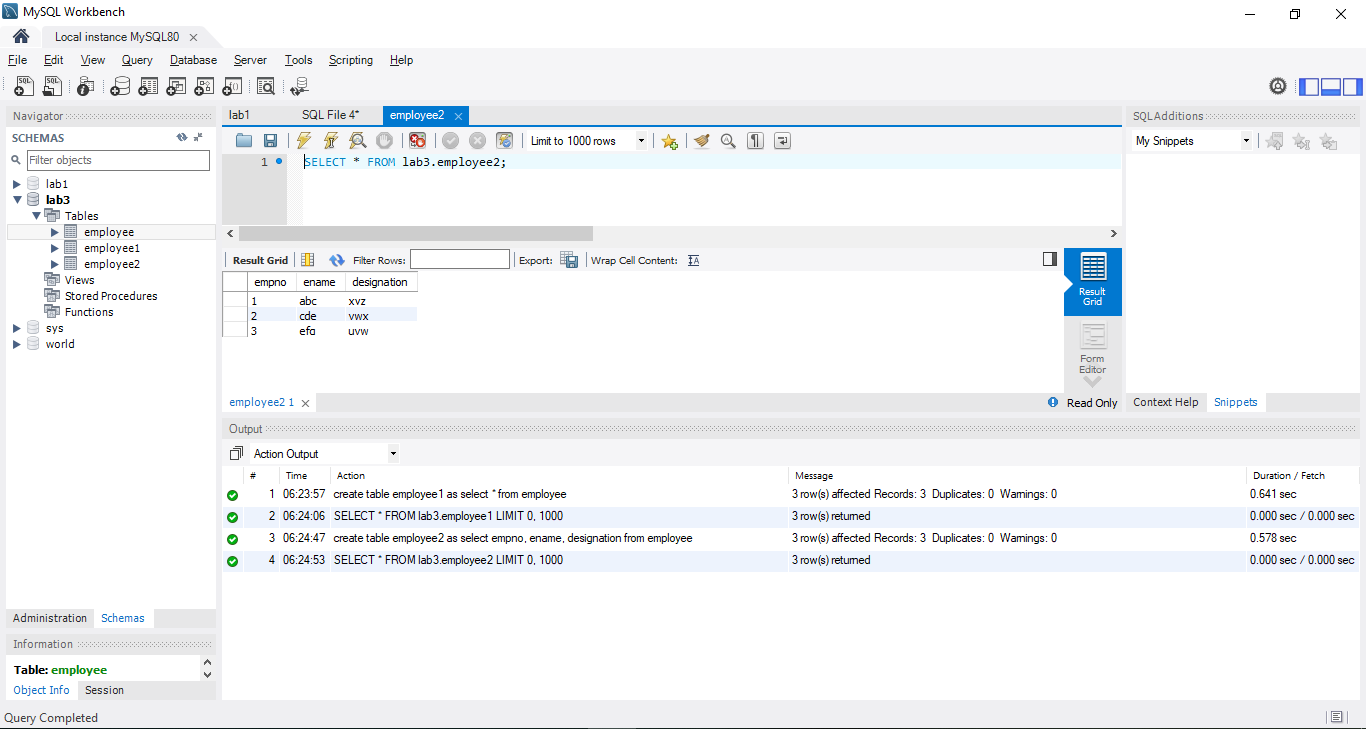 MySQL Workbench
Local instance MySQL80
File Edit View Query Database Server Tools Scripting Help
Navigator
SCHEMAS
Filter objects
lab1
lab3
Tables
employee
employee1
employee2
Views
Stored Procedures
Functions
sys
world
Administration Schemas
Information
Table: employee
Object Info Session
lab1 SQL File 4* employee2
Limit to 1000 rows
1 SELECT * FROM lab3.employee2;
Result Grid Filter Rows: Export: Wrap Cell Content:
empno ename designation
1 abc xyz
2 cde vwx
3 efg uvw
Result
Grid
Form
Editor
employee2 1
Read Only
SQLAdditions
My Snippets
Context Help Snippets
Output
Action Output
# Time Action Message Duration / Fetch
1 06:23:57 create table employee1 as select * from employee 3 row(s) affected Records: 3 Duplicates: 0 Warnings: 0 0.641 sec
2 06:24:06 SELECT * FROM lab3.employee1 LIMIT 0, 1000 3 row(s) returned 0.000 sec / 0.000 sec
3 06:24:47 create table employee2 as select empno, ename, designation from employee 3 row(s) affected Records: 3 Duplicates: 0 Warnings: 0 0.578 sec
4 06:24:53 SELECT * FROM lab3.employee2 LIMIT 0, 1000 3 row(s) returned 0.000 sec / 0.000 sec
Query Completed